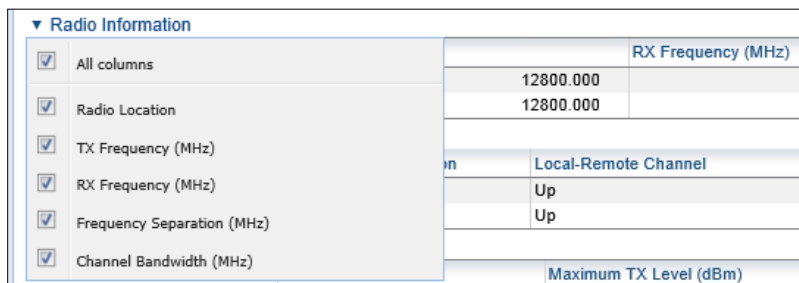 ▼ Radio Information
All columns
RX Frequency (MHz)
12800.000
Radio Location
12800.000
TX Frequency (MHz)
on Local-Remote Channel
RX Frequency (MHz)
Up
Frequency Separation (MHz)
Up
Channel Bandwidth (MHz)
Maximum TX Level (dBm)